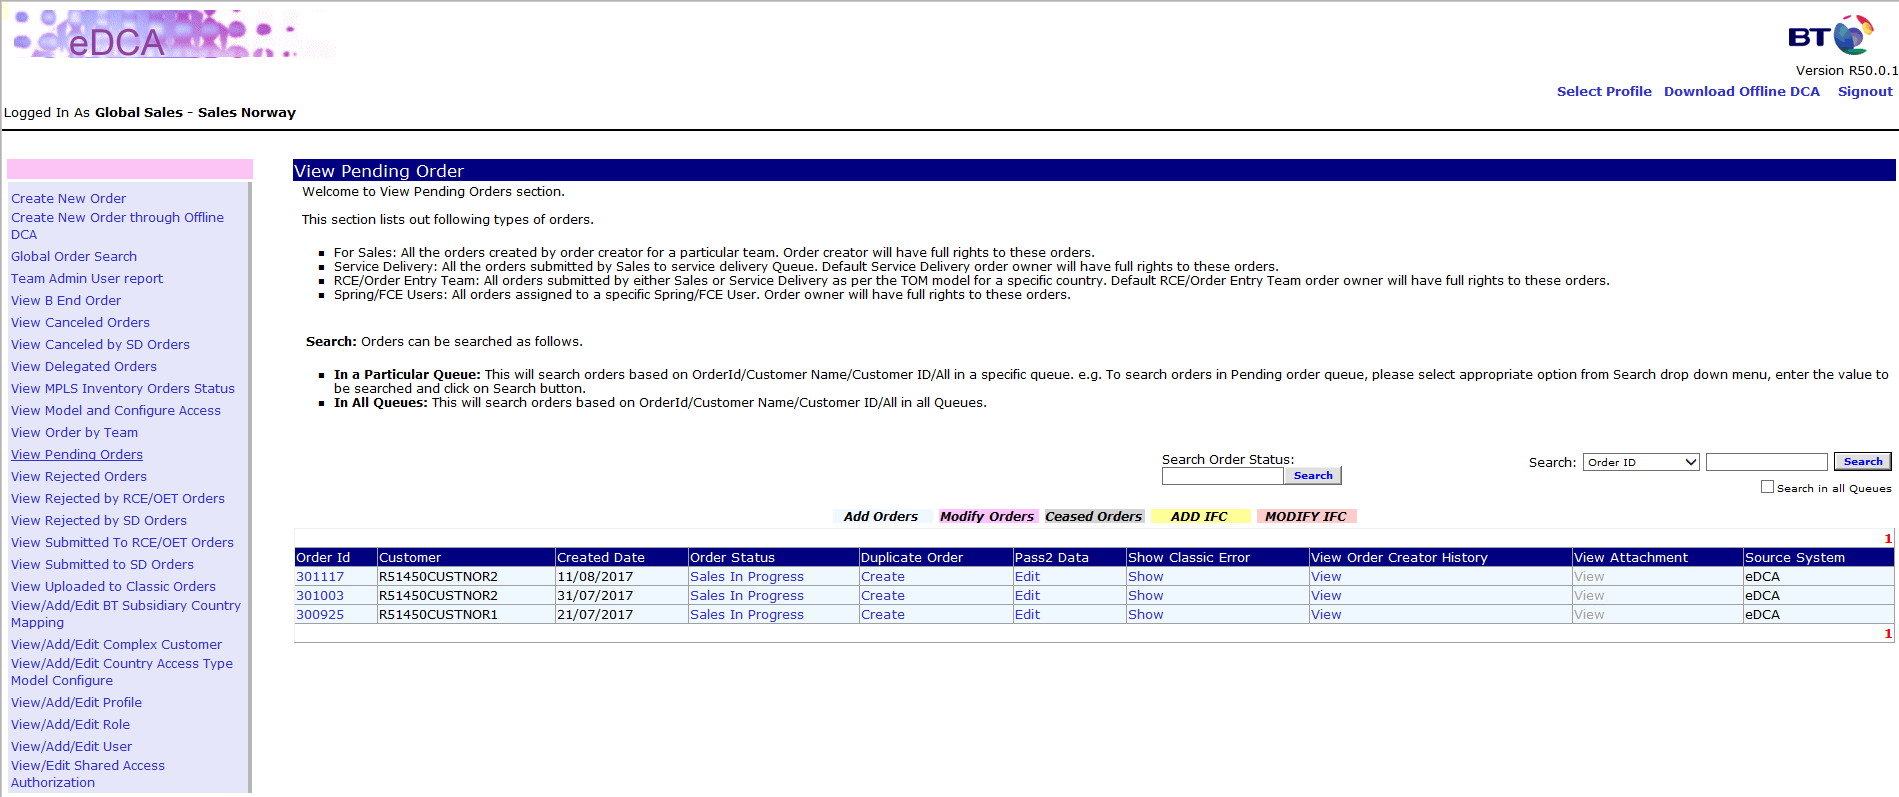 eDCA
BT
Version R50.0.1
Select Profile Download Offline DCA Signout
Logged In As Global Sales - Sales Norway
Create New Order
Create New Order through Offline
DCA
Global Order Search
Team Admin User report
View B End Order
View Canceled Orders
View Canceled by SD Orders
View Delegated Orders
View MPLS Inventory Orders Status
View Model and Configure Access
View Order by Team
View Pending Orders
View Rejected Orders
View Rejected by RCE/OET Orders
View Rejected by SD Orders
View Submitted To RCE/OET Orders
View Submitted to SD Orders
View Uploaded to Classic Orders
View/Add/Edit BT Subsidiary Country
Mapping
View/Add/Edit Complex Customer
View/Add/Edit Country Access Type
Model Configure
View/Add/Edit Profile
View/Add/Edit Role
View/Add/Edit User
View/Edit Shared Access
Authorization
View Pending Order
Welcome to View Pending Orders section.
This section lists out following types of orders.
For Sales: All the orders created by order creator for a particular team. Order creator will have full rights to these orders.
Service Delivery: All the orders submitted by Sales to service delivery Queue. Default Service Delivery order owner will have full rights to these orders.
RCE/Order Entry Team: All orders submitted by either Sales or Service Delivery as per the TOM model for a specific country. Default RCE/Order Entry Team order owner will have full rights to these orders.
Spring/FCE Users: All orders assigned to a specific Spring/FCE User. Order owner will have full rights to these orders.
Search: Orders can be searched as follows.
In a Particular Queue: This will search orders based on OrderId/Customer Name/Customer ID/All in a specific queue. e.g. To search orders in Pending order queue, please select appropriate option from Search drop down menu, enter the value to
be searched and click on Search button.
In All Queues: This will search orders based on OrderId/Customer Name/Customer ID/All in all Queues.
Search Order Status:
Search
Search: Order ID Search
Search in all Queues
Add Orders Modify Orders Ceased Orders ADD IFC MODIFY IFC
1
Order Id Customer Created Date Order Status Duplicate Order Pass2 Data Show Classic Error View Order Creator History View Attachment Source System
301117 R51450CUSTNOR2 11/08/2017 Sales In Progress Create Edit Show View View eDCA
301003 R51450CUSTNOR2 31/07/2017 Sales In Progress Create Edit Show View View eDCA
300925 R51450CUSTNOR1 21/07/2017 Sales In Progress Create Edit Show View View eDCA
1